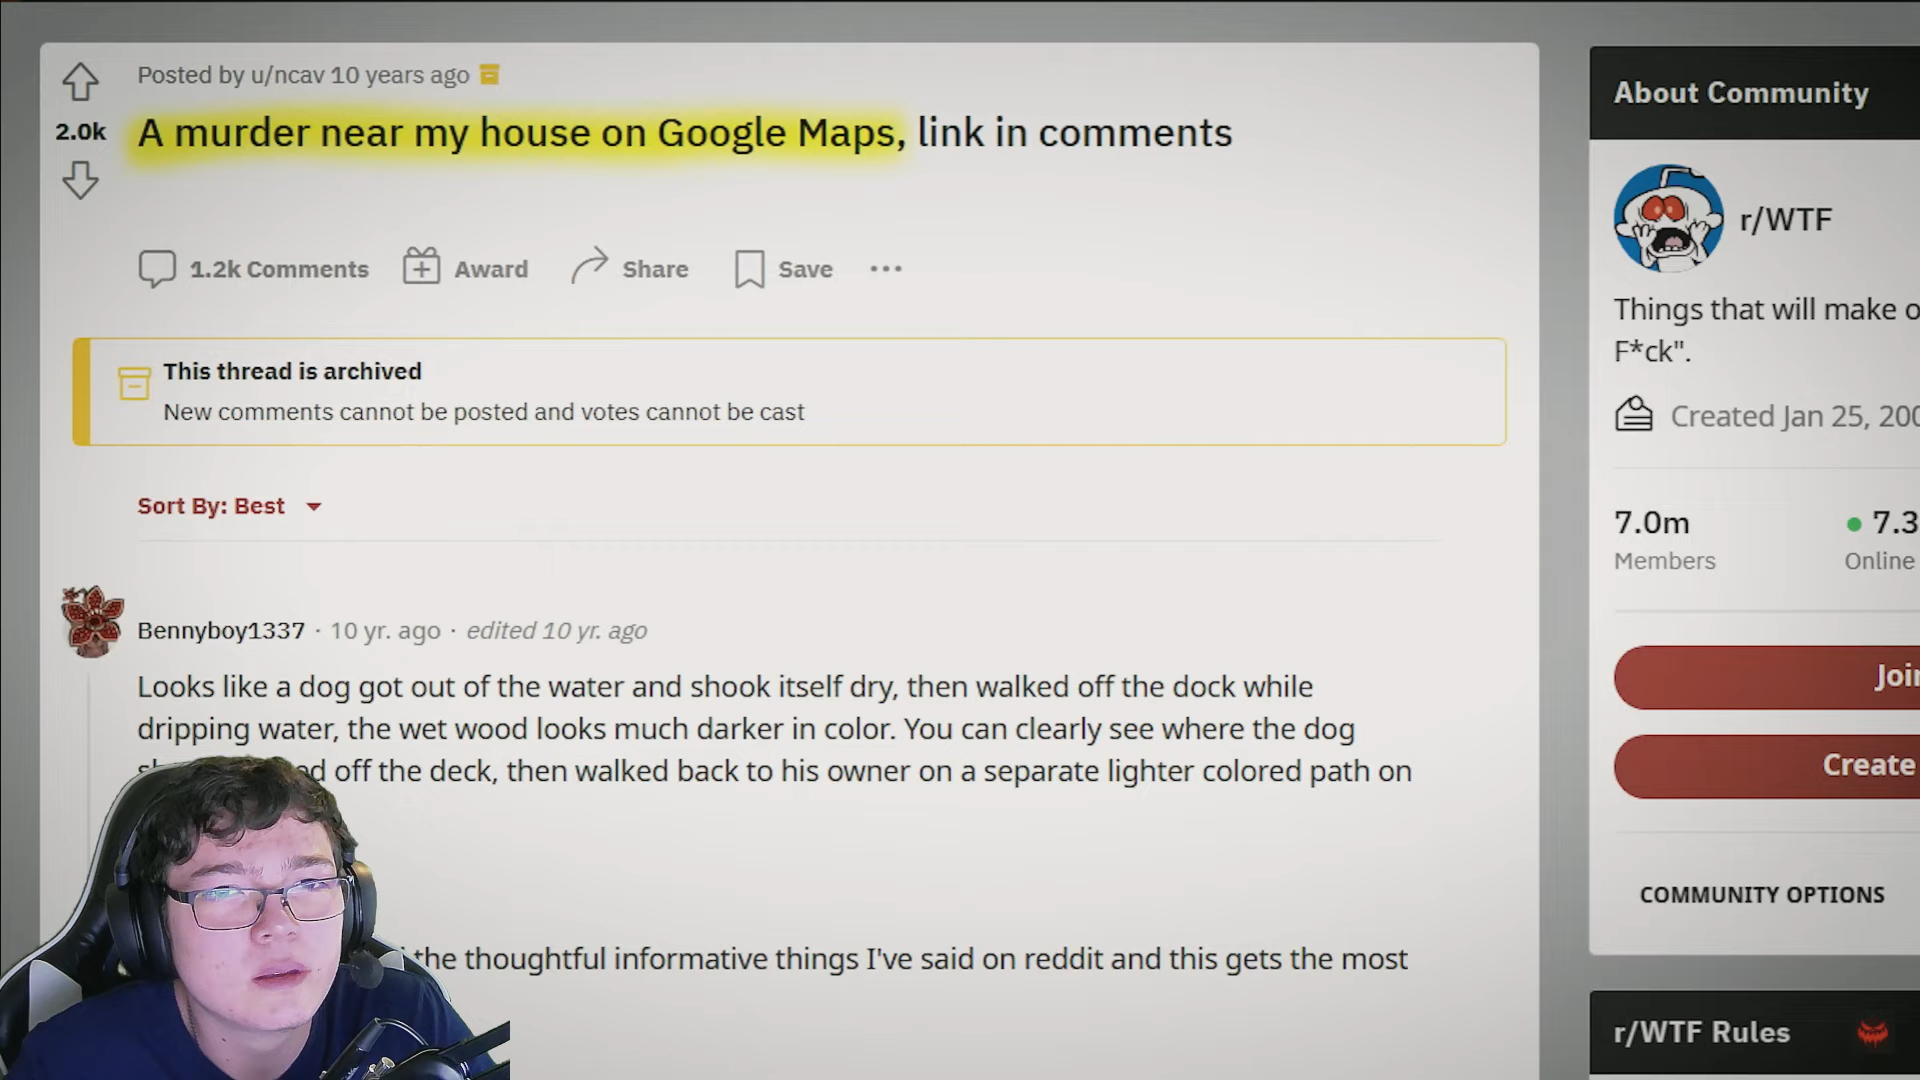 Posted by u/ncav 10 years ago
2.0k
A murder near my house on Google Maps, link in comments
1.2k Comments
Award
Share
Save
This thread is archived
New comments cannot be posted and votes cannot be cast
Sort By: Best
Bennyboy1337 · 10 yr. ago · edited 10 yr. ago
Looks like a dog got out of the water and shook itself dry, then walked off the dock while
dripping water, the wet wood looks much darker in color. You can clearly see where the dog
off the deck, then walked back to his owner on a separate lighter colored path on
the thoughtful informative things I've said on reddit and this gets the most
About Community
r/WTF
Things that will make
F*ck".
Created Jan 25, 200
7.0m
7.3
Members
Online
Join
Create
COMMUNITY OPTIONS
r/WTF Rules